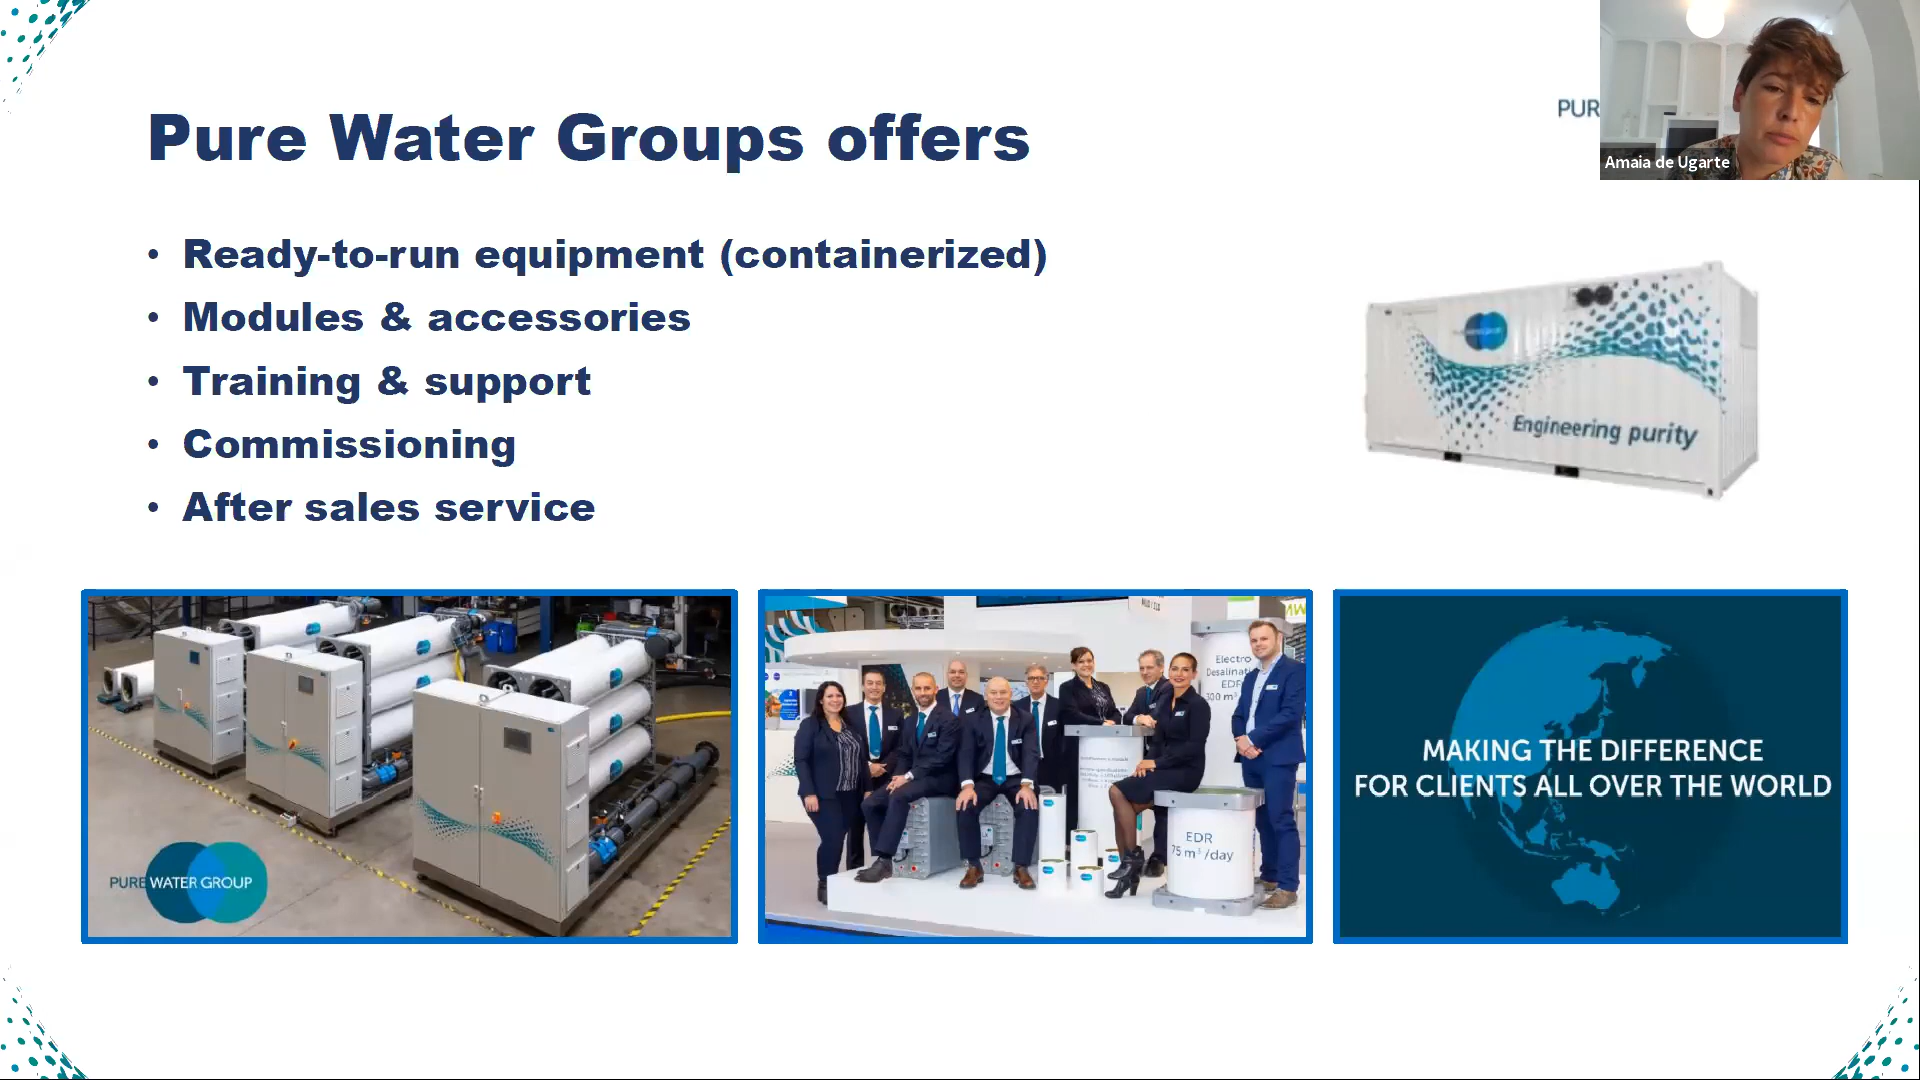 Pure Water Groups offers
PUR
Amaia de Ugarte
• Ready-to-run equipment (containerized)
• Modules & accessories
• Training & support
• Commissioning
• After sales service
Engineering purity
PURE WATER GROUP
Electro
EDR
75 m³/day
MAKING THE DIFFERENCE
FOR CLIENTS ALL OVER THE WORLD